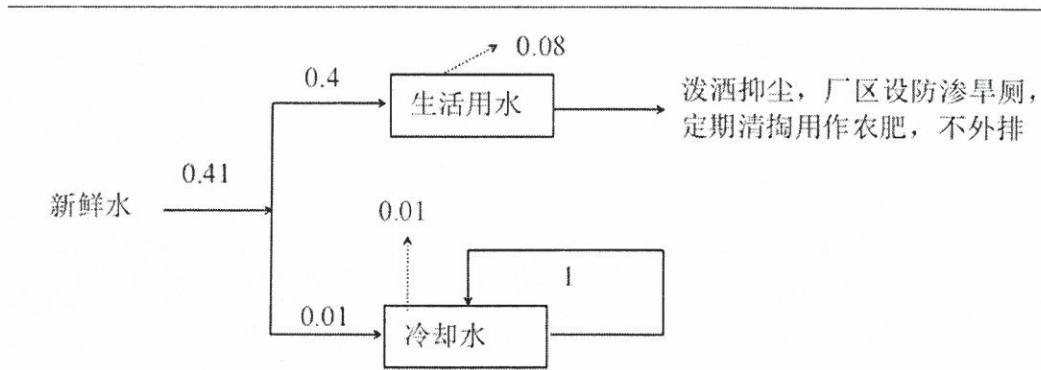 0.08
0.4
生活用水
泼洒抑尘，厂区设防渗旱厕，
定期清掏用作农肥，不外排
0.41
新鲜水
0.01
1
0.01
冷却水